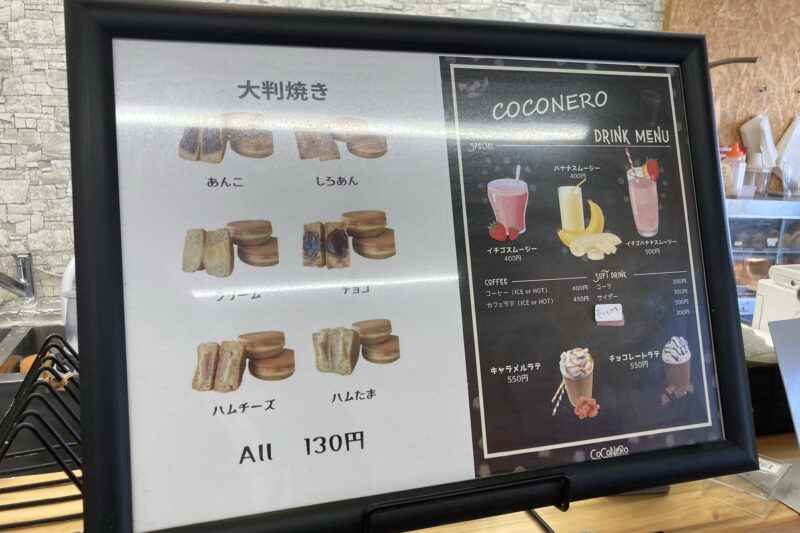 大判焼き
あんこ しろあん
クリーム チョコ
ハムチーズ ハムたま
All 130円
COCONERO
DRINK MENU
SPECIAL
バナナスムージー
400円
イチゴスムージー
400円
イチゴバナナスムージー
500円
COFFEE
コーヒー (ICE or HOT) 400円
カフェラテ (ICE or HOT) 450円
SOFT DRINK
コーラ 300円
サイダー 300円
300円
300円
キャラメルラテ
550円
チョコレートラテ
550円
CoCoNeRo